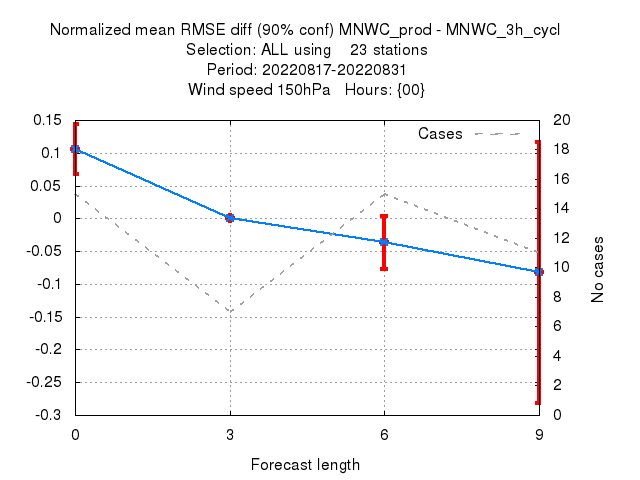 Normalized mean RMSE diff (90% conf) MNWC_prod - MNWC_3h_cycl
Selection: ALL using    23 stations
Period: 20220817-20220831
Wind speed 150hPa   Hours: {00}
Cases
0.15
0.1
0.05
0
-0.05
-0.1
-0.15
-0.2
-0.25
-0.3
20
18
16
14
12
10
8
6
4
2
0
No cases
0 3 6 9
Forecast length